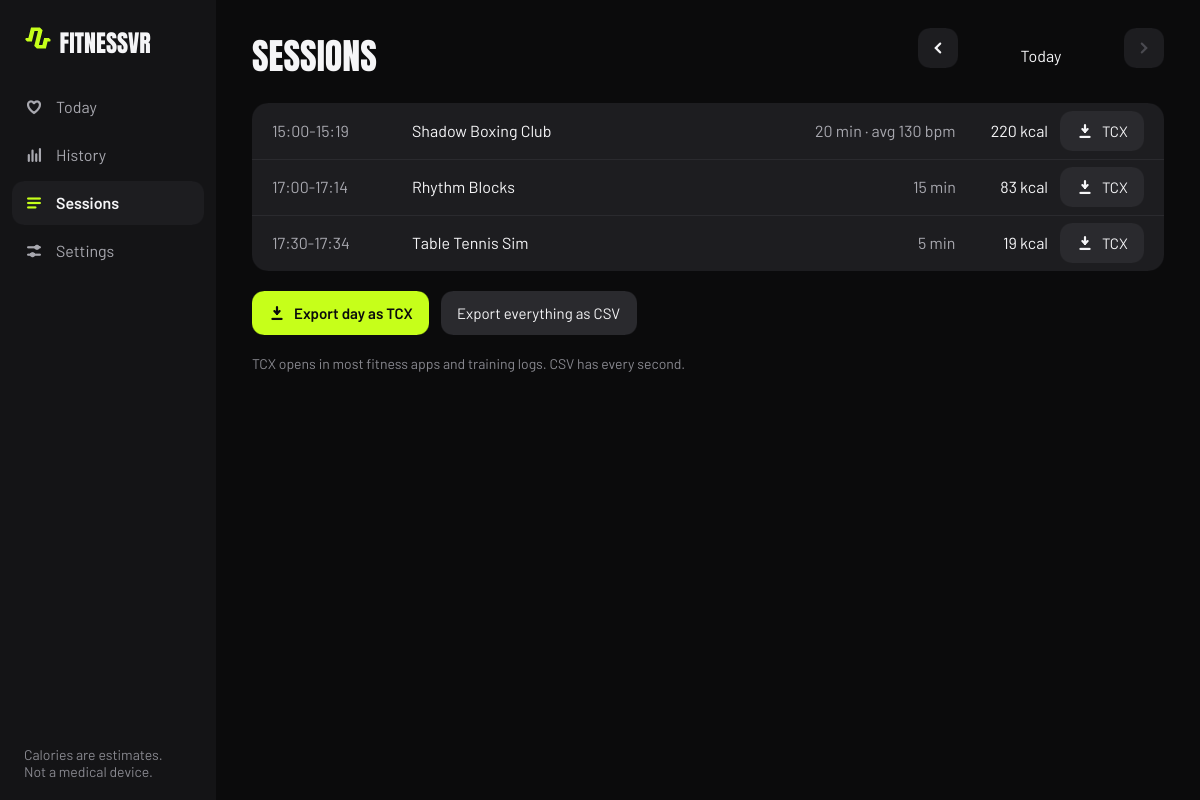 FITNESSVR
Today
History
Sessions
Settings
Calories are estimates.
Not a medical device.
SESSIONS
Today
15:00-15:19 Shadow Boxing Club 20 min · avg 130 bpm 220 kcal TCX
17:00-17:14 Rhythm Blocks 15 min 83 kcal TCX
17:30-17:34 Table Tennis Sim 5 min 19 kcal TCX
Export day as TCX Export everything as CSV
TCX opens in most fitness apps and training logs. CSV has every second.